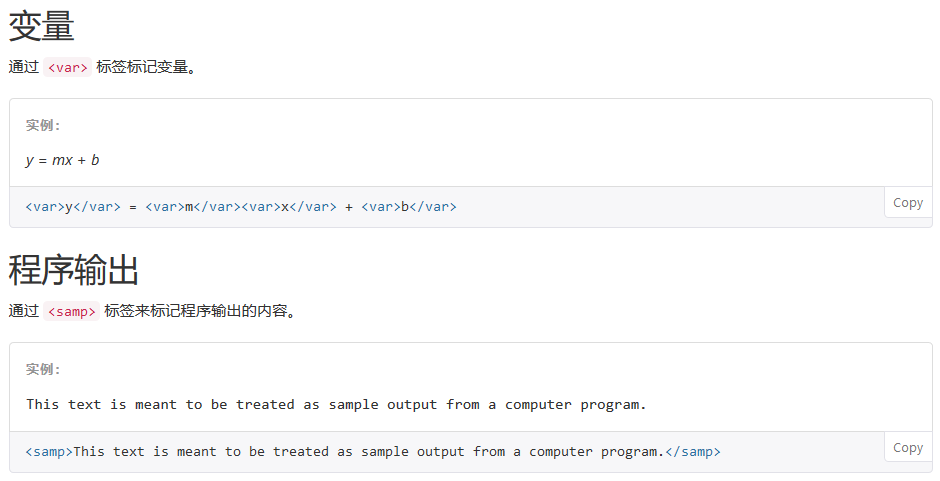 变量
通过 <var> 标签标记变量。
实例：
y = mx + b
<var>y</var> = <var>m</var><var>x</var> + <var>b</var>
Copy
程序输出
通过 <samp> 标签来标记程序输出的内容。
实例：
This text is meant to be treated as sample output from a computer program.
<samp>This text is meant to be treated as sample output from a computer program.</samp>
Copy